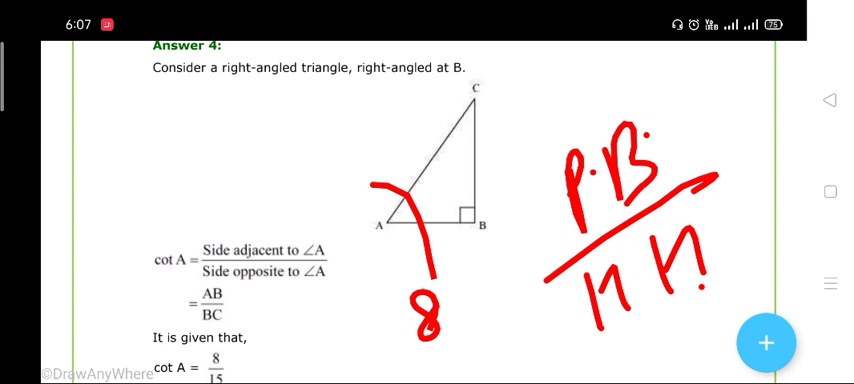 6:07
75
Answer 4:
Consider a right-angled triangle, right-angled at B.
C
A
B
P. B.
H H
8
cot A = Side adjacent to ∠A
Side opposite to ∠A
= AB
BC
It is given that,
cot A = 8
15
+
©DrawAnyWhere